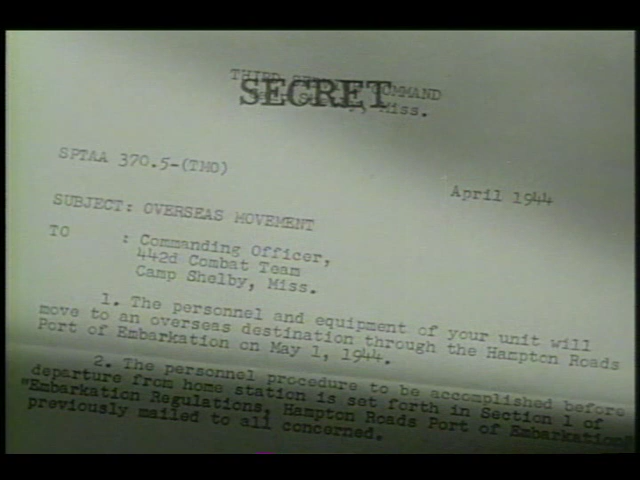 THIRD SE COMMAND
SECRET
Miss.
SPTAA 370.5-(TMO)
April 1944
SUBJECT: OVERSEAS MOVEMENT
TO : Commanding Officer,
442d Combat Team
Camp Shelby, Miss.
1. The personnel and equipment of your unit will
move to an overseas destination through the Hampton Roads
Port of Embarkation on May 1, 1944.
2. The personnel procedure to be accomplished before
departure from home station is set forth in Section 1 of
"Embarkation Regulations, Hampton Roads Port of Embarkation"
previously mailed to all concerned.